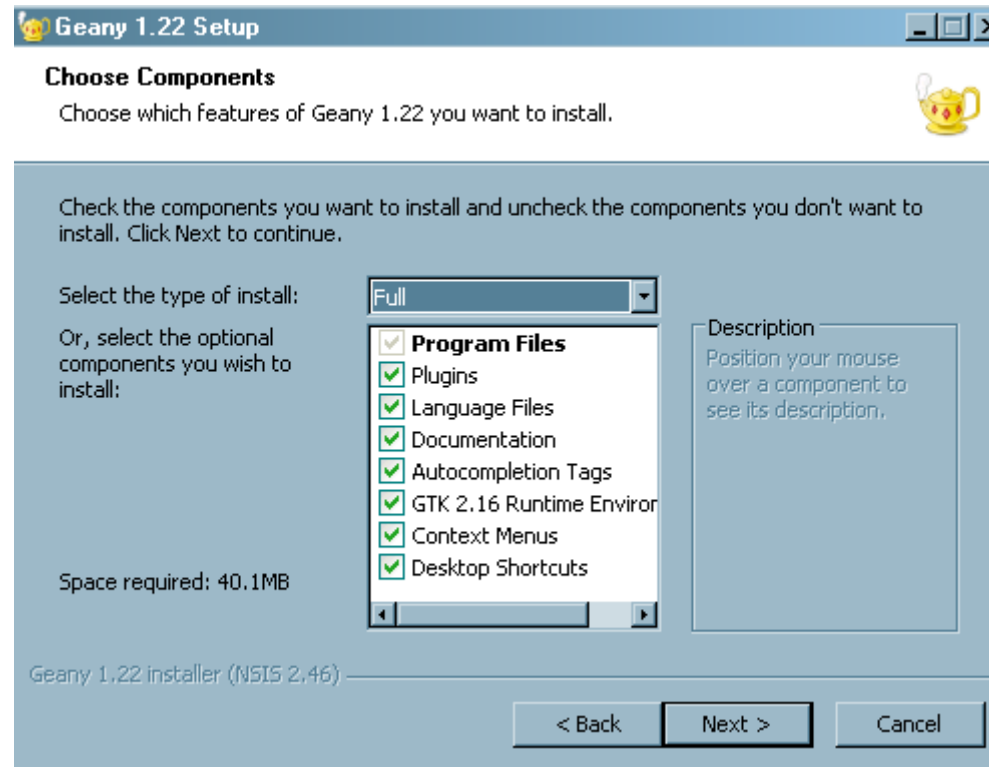 Geany 1.22 Setup
Choose Components
Choose which features of Geany 1.22 you want to install.
Check the components you want to install and uncheck the components you don't want to
install. Click Next to continue.
Select the type of install:
Full
Or, select the optional
components you wish to
install:
Program Files
Plugins
Language Files
Documentation
Autocompletion Tags
GTK 2.16 Runtime Environ
Context Menus
Desktop Shortcuts
Description
Position your mouse
over a component to
see its description.
Space required: 40.1MB
Geany 1.22 installer (NSIS 2.46)
< Back
Next >
Cancel